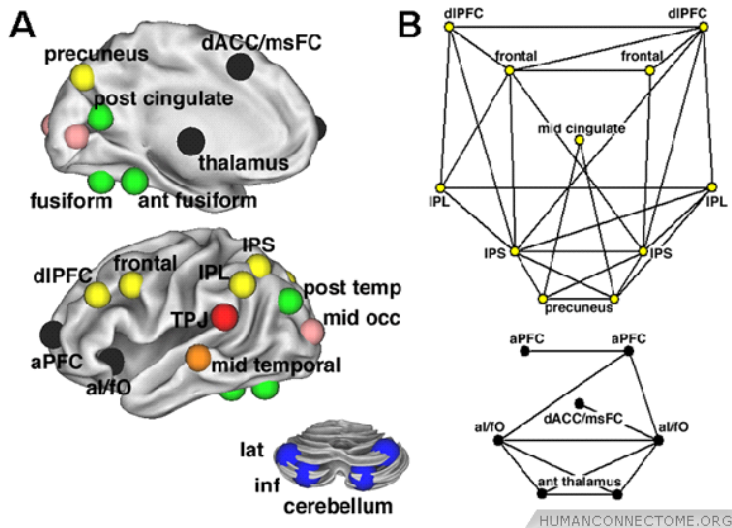 A
dACC/msFC
precuneus
post cingulate
thalamus
fusiform
ant fusiform
IPS
dlPFC
frontal
IPL
post temp
TPJ
mid occ
aPFC
mid temporal
aI/fO
lat
inf
cerebellum
B
dlPFC
dlPFC
frontal
frontal
mid cingulate
IPL
IPL
IPS
IPS
precuneus
aPFC
aPFC
dACC/msFC
aI/fO
aI/fO
ant thalamus
HUMANCONNECTOME.ORG